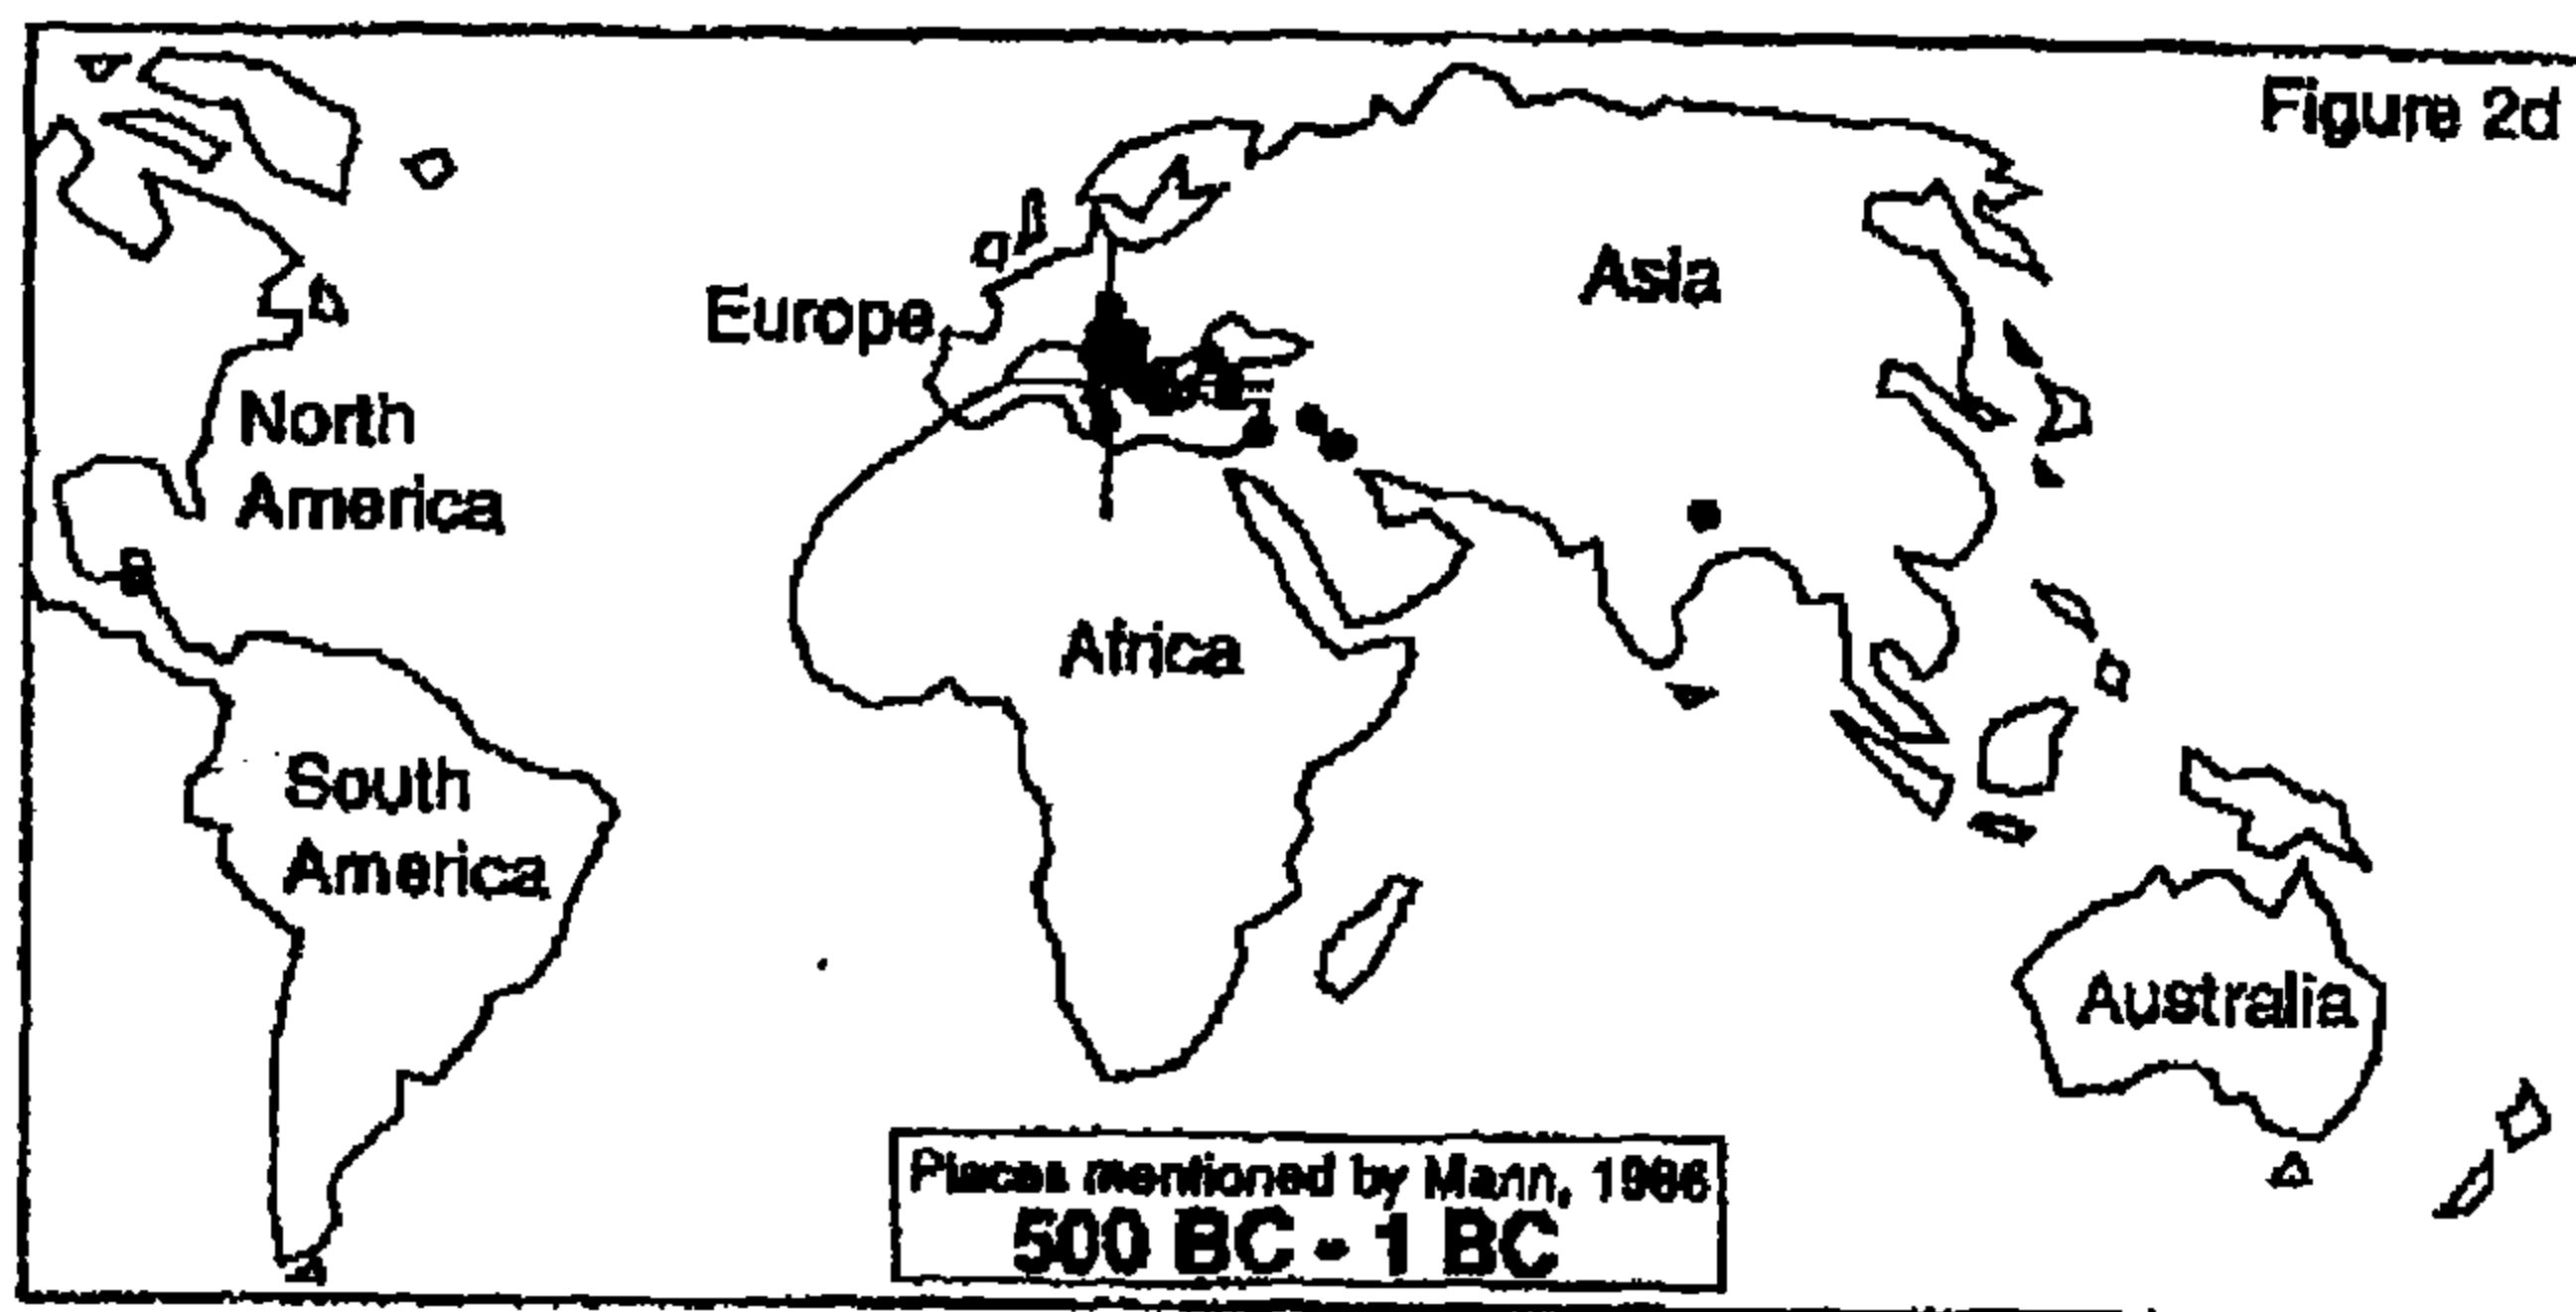 Figure 2d
Asia
Europe
North
America
Africa
South
America
Australia
Places mentioned by Mann, 1986
500 BC - 1 BC